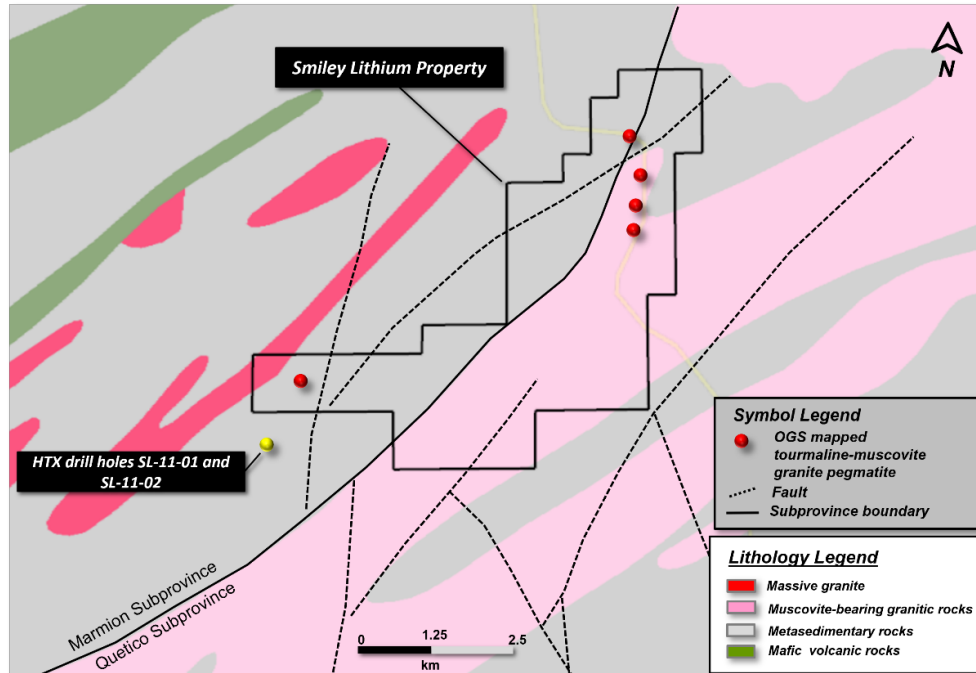 Smiley Lithium Property
N
HTX drill holes SL-11-01 and
SL-11-02
Marmion Subprovince
Quetico Subprovince
0
1.25
2.5
km
Symbol Legend
OGS mapped
tourmaline-muscovite
granite pegmatite
Fault
Subprovince boundary
Lithology Legend
Massive granite
Muscovite-bearing granitic rocks
Metasedimentary rocks
Mafic volcanic rocks